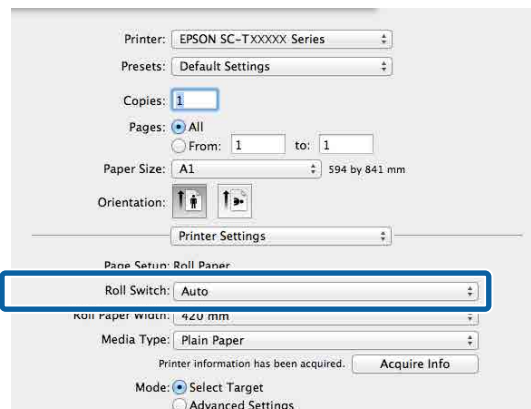 Printer: EPSON SC-TXXXXX Series
Presets: Default Settings
Copies: 1
Pages: All
From: 1 to: 1
Paper Size: A1 594 by 841 mm
Orientation:
Printer Settings
Page Setup: Roll Paper
Roll Switch: Auto
Roll Paper Width: 420 mm
Media Type: Plain Paper
Printer information has been acquired. Acquire Info
Mode: Select Target
Advanced Settings